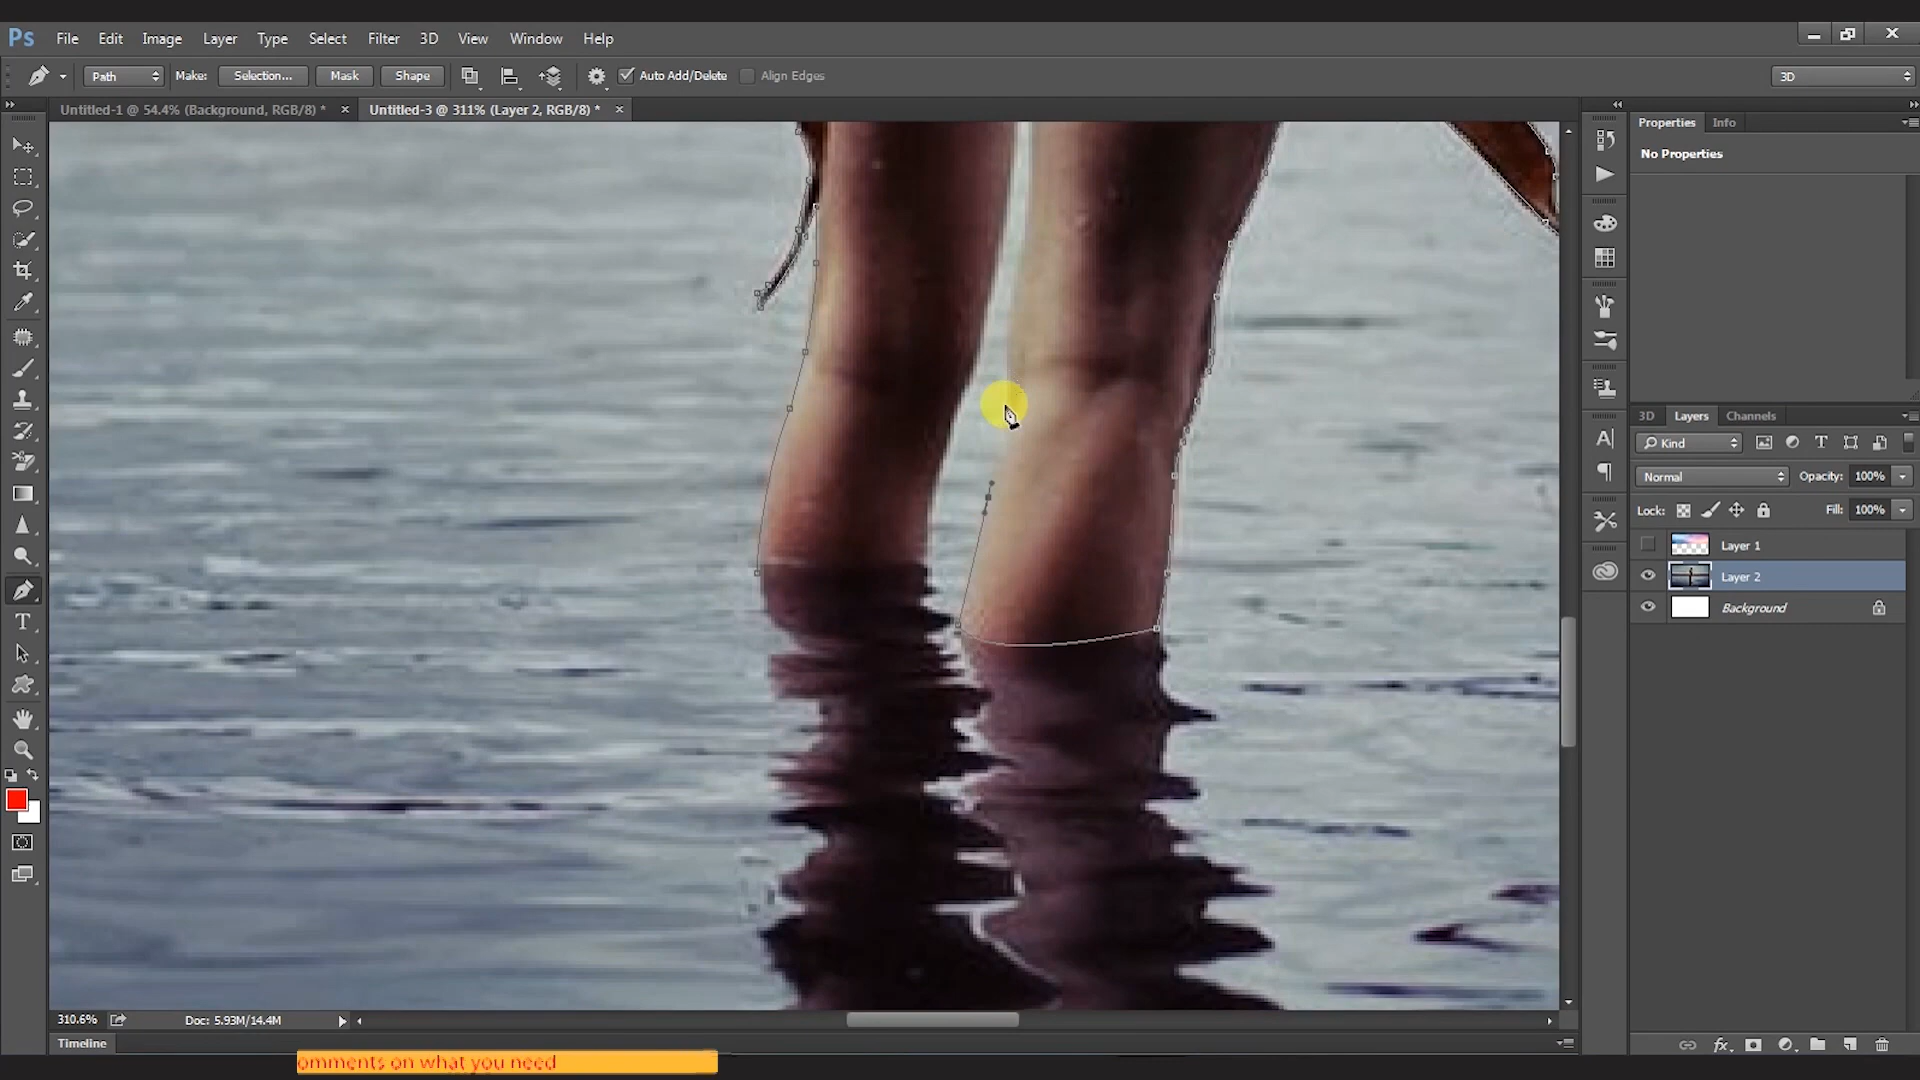 Ps File Edit Image Layer Type Select Filter 3D View Window Help
Path Make: Selection... Mask Shape Auto Add/Delete Align Edges 3D
Untitled-1 @ 54.4% (Background, RGB/8) * × Untitled-3 @ 311% (Layer 2, RGB/8) * ×
Properties Info
No Properties
3D Layers Channels
Kind
Normal Opacity: 100%
Lock: Fill: 100%
Layer 1
Layer 2
Background
310.6% Doc: 5.93M/14.4M
Timeline
omments on what you need